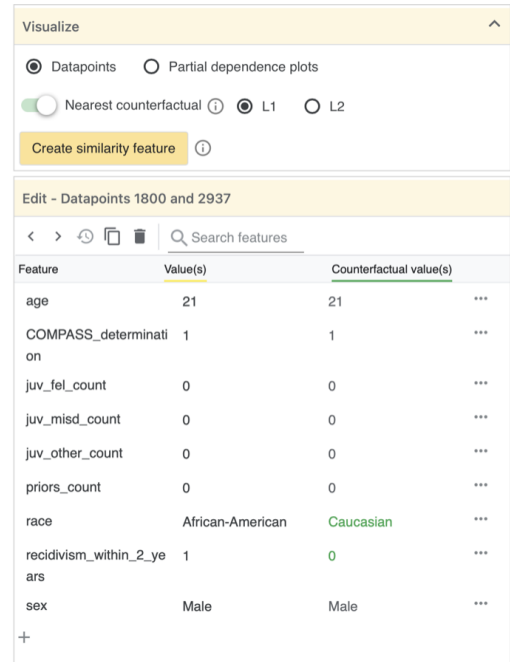 Visualize
Datapoints Partial dependence plots
Nearest counterfactual L1 L2
Create similarity feature
Edit - Datapoints 1800 and 2937
Search features
Feature Value(s) Counterfactual value(s)
age 21 21
COMPASS_determinati 1 1
on
juv_fel_count 0 0
juv_misd_count 0 0
juv_other_count 0 0
priors_count 0 0
race African-American Caucasian
recidivism_within_2_ye 1 0
ars
sex Male Male